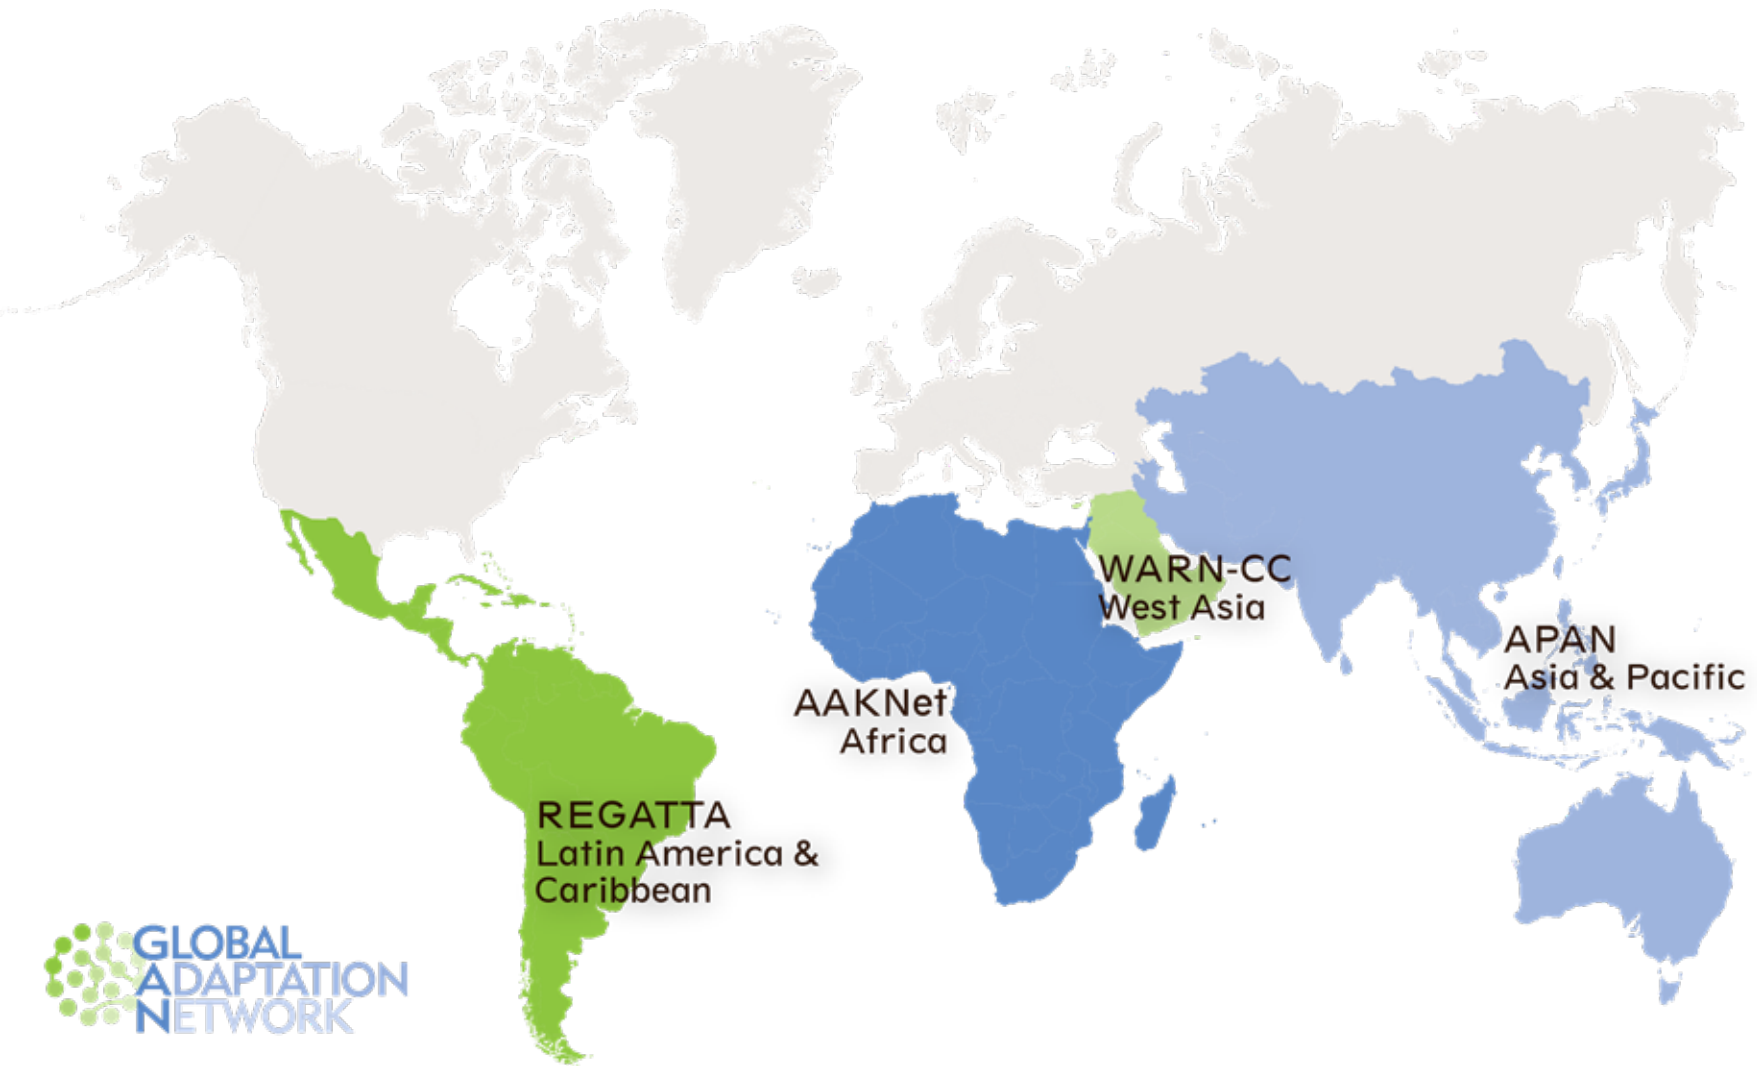 WARN-CC
West Asia
APAN
Asia & Pacific
AAKNet
Africa
REGATTA
Latin America &
Caribbean
GLOBAL
ADAPTATION
NETWORK